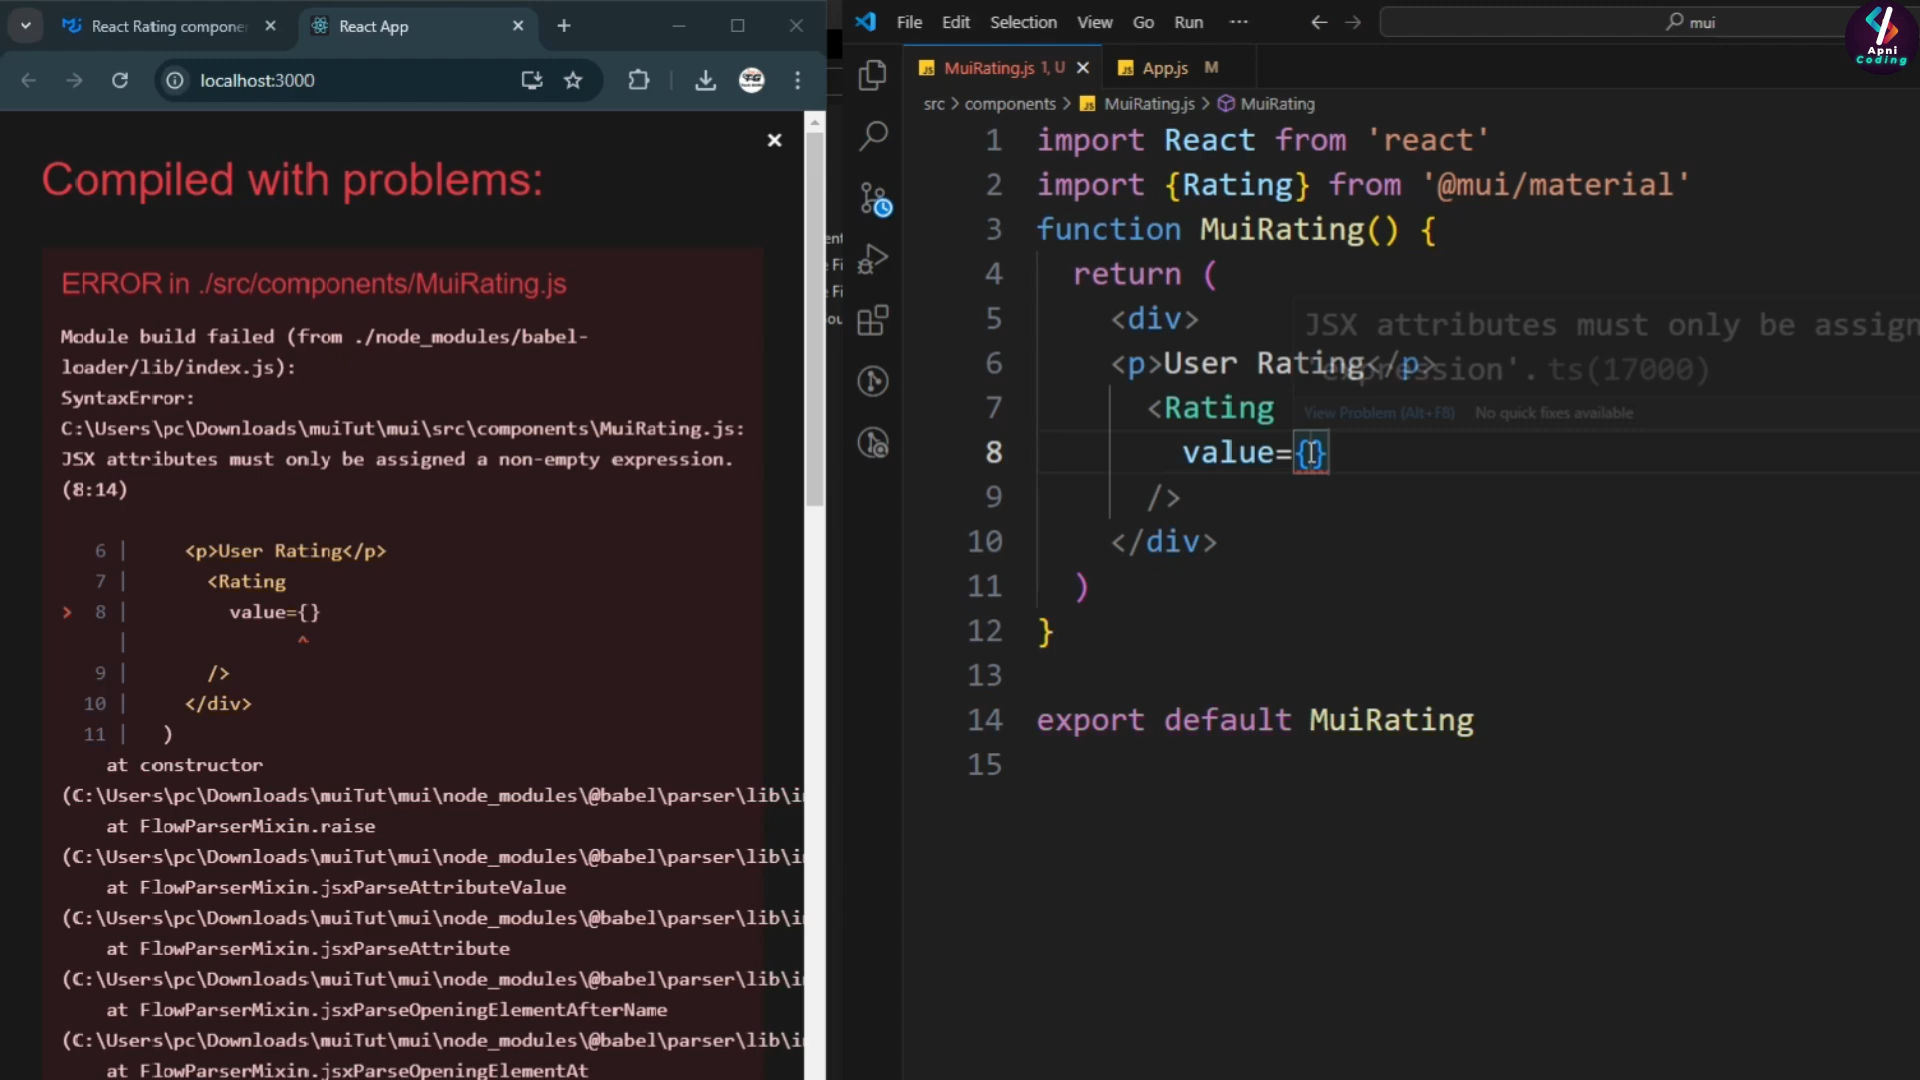 React Rating compone
React App
localhost:3000
Compiled with problems:
ERROR in ./src/components/MuiRating.js
Module build failed (from ./node_modules/babel-
loader/lib/index.js):
SyntaxError:
C:\Users\pc\Downloads\muiTut\mui\src\components\MuiRating.js:
JSX attributes must only be assigned a non-empty expression.
(8:14)
6 | <p>User Rating</p>
7 | <Rating
> 8 | value={}
| ^
9 | />
10 | </div>
11 | )
at constructor
(C:\Users\pc\Downloads\muiTut\mui\node_modules\@babel\parser\lib\i
at FlowParserMixin.raise
(C:\Users\pc\Downloads\muiTut\mui\node_modules\@babel\parser\lib\i
at FlowParserMixin.jsxParseAttributeValue
(C:\Users\pc\Downloads\muiTut\mui\node_modules\@babel\parser\lib\i
at FlowParserMixin.jsxParseAttribute
(C:\Users\pc\Downloads\muiTut\mui\node_modules\@babel\parser\lib\i
at FlowParserMixin.jsxParseOpeningElementAfterName
(C:\Users\pc\Downloads\muiTut\mui\node_modules\@babel\parser\lib\i
at FlowParserMixin.jsxParseOpeningElementAt
File Edit Selection View Go Run ···
mui
Apni
Coding
MuiRating.js 1, U
App.js M
src > components > MuiRating.js > MuiRating
1 import React from 'react'
2 import {Rating} from '@mui/material'
3 function MuiRating() {
4 return (
5 <div>
6 <p>User Rating</p>
7 <Rating
8 value={}
9 />
10 </div>
11 )
12 }
13
14 export default MuiRating
15
JSX attributes must only be assign
expression'. ts(17000)
View Problem (Alt+F8) No quick fixes available